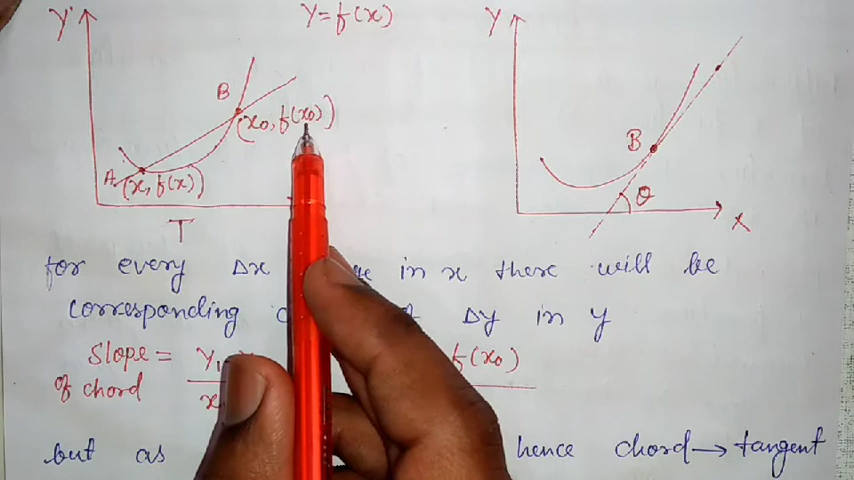 Y Y=f(x) Y
B
(x₀, f(x₀))
B
A (x, f(x))
θ
T X
for every Δx in x there will be
corresponding Δy in y
Slope = Y₁ f(x₀)
of chord x
but as hence chord → tangent